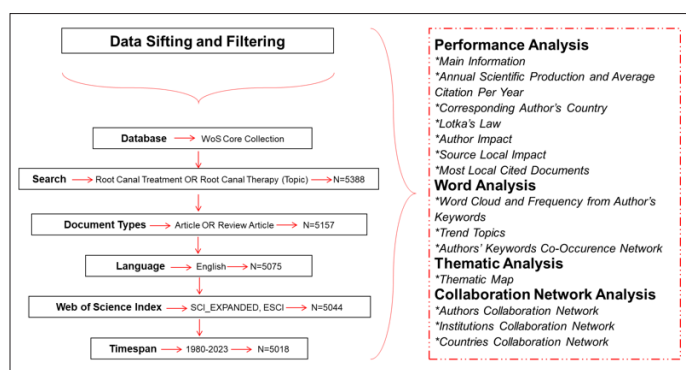 Data Sifting and Filtering
Database → WoS Core Collection
Search → Root Canal Treatment OR Root Canal Therapy (Topic) → N=5388
Document Types → Article OR Review Article → N=5157
Language → English → N=5075
Web of Science Index → SCI_EXPANDED, ESCI → N=5044
Timespan → 1980-2023 → N=5018
Performance Analysis
*Main Information
*Annual Scientific Production and Average
Citation Per Year
*Corresponding Author's Country
*Lotka's Law
*Author Impact
*Source Local Impact
*Most Local Cited Documents
Word Analysis
*Word Cloud and Frequency from Author's
Keywords
*Trend Topics
*Authors' Keywords Co-Occurence Network
Thematic Analysis
*Thematic Map
Collaboration Network Analysis
*Authors Collaboration Network
*Institutions Collaboration Network
*Countries Collaboration Network